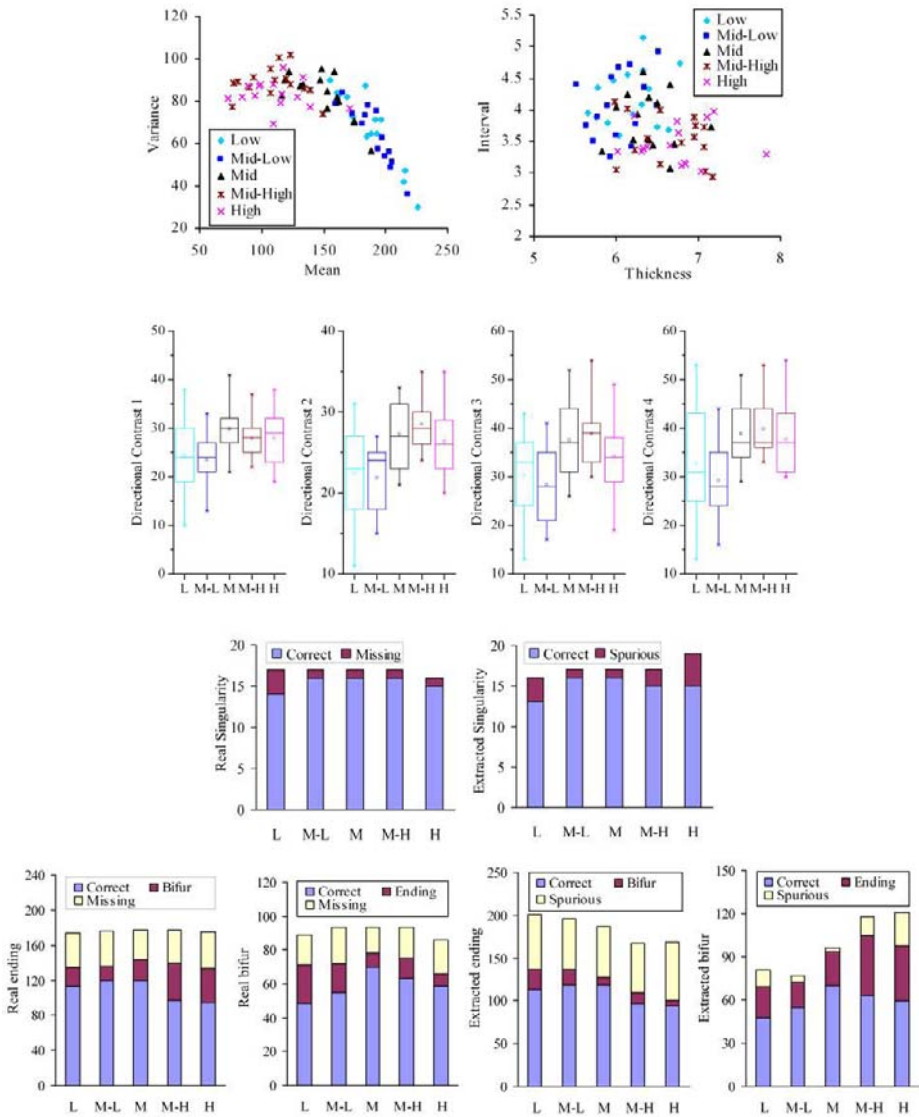 Variance
120
100
80
60
40
20
50 100 150 200 250
Mean
Low
Mid-Low
Mid
Mid-High
High
Interval
5.5
5
4.5
4
3.5
3
2.5
2
5 6 7 8
Thickness
Low
Mid-Low
Mid
Mid-High
High
Directional Contrast 1
50
40
30
20
10
0
L M-L M M-H H
Directional Contrast 2
40
30
20
10
L M-L M M-H H
Directional Contrast 3
60
50
40
30
20
10
L M-L M M-H H
Directional Contrast 4
60
50
40
30
20
10
L M-L M M-H H
Real Singularity
20
15
10
5
0
Correct Missing
L M-L M M-H H
Extracted Singularity
20
15
10
5
0
Correct Spurious
L M-L M M-H H
Real ending
240
200
160
120
80
40
0
Correct Bifur
Missing
L M-L M M-H H
Real bifur
120
100
80
60
40
20
0
Correct Ending
Missing
L M-L M M-H H
Extracted ending
250
200
150
100
50
0
Correct Bifur
Spurious
L M-L M M-H H
Extracted bifur
150
120
90
60
30
0
Correct Ending
Spurious
L M-L M M-H H